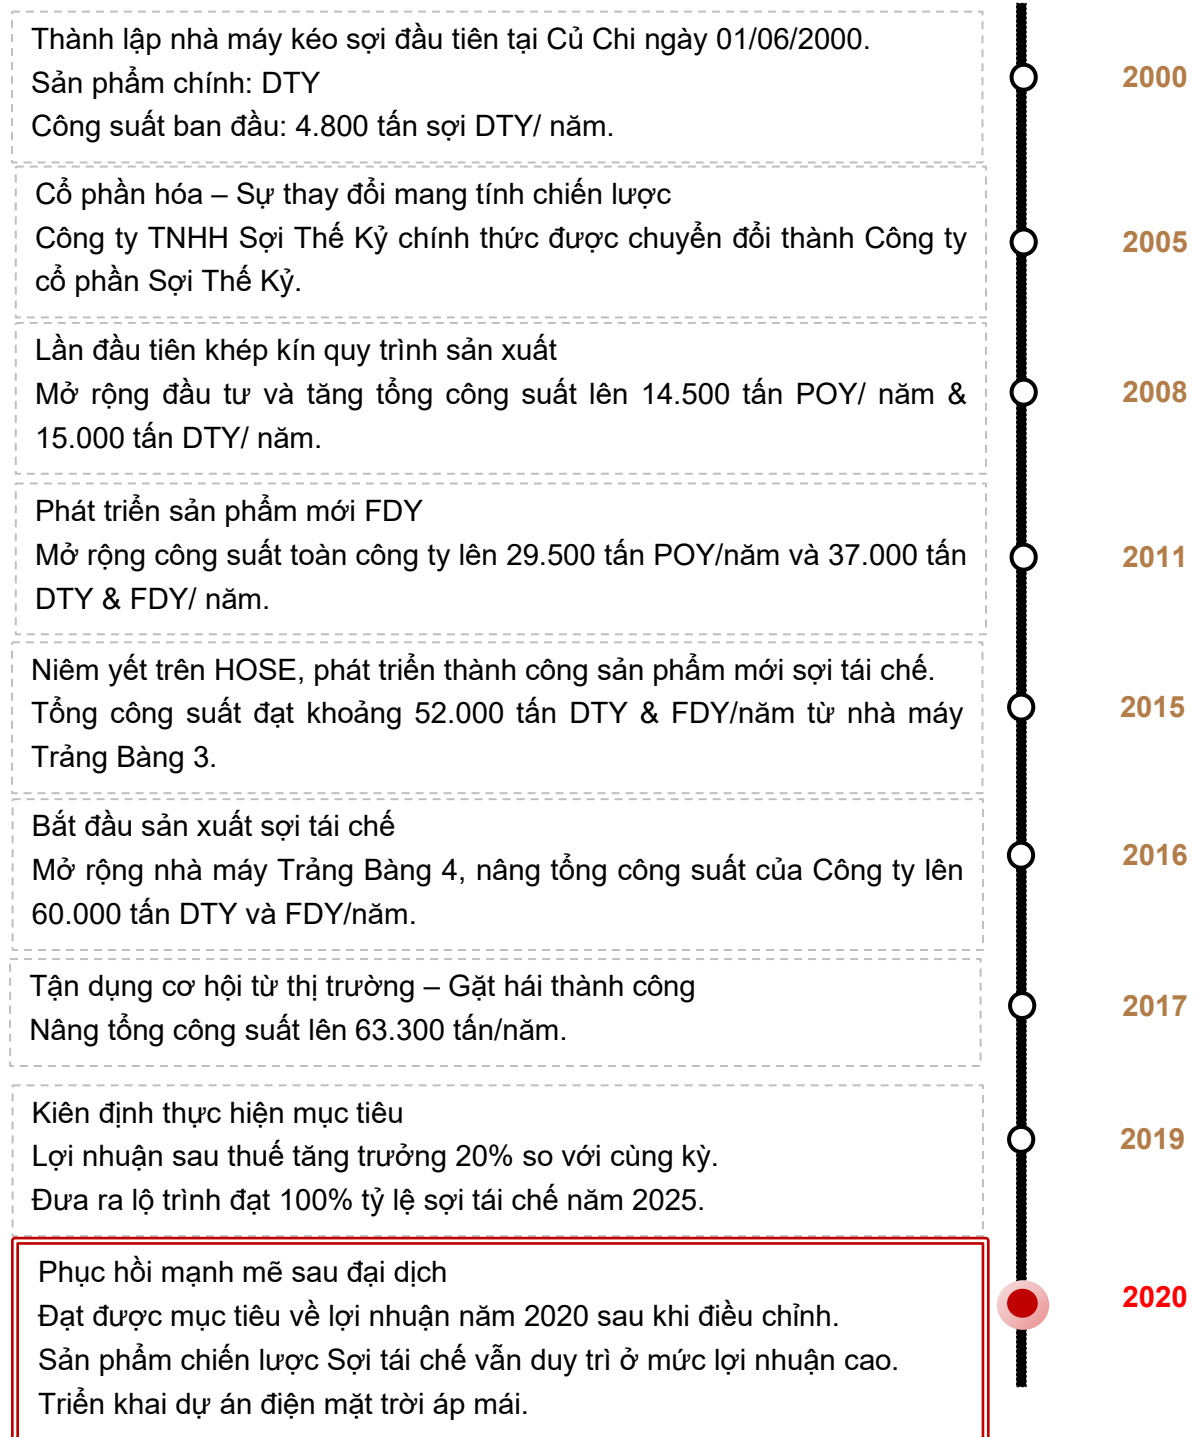 Thành lập nhà máy kéo sợi đầu tiên tại Củ Chi ngày 01/06/2000.
Sản phẩm chính: DTY
Công suất ban đầu: 4.800 tấn sợi DTY/ năm.
2000
Cổ phần hóa – Sự thay đổi mang tính chiến lược
Công ty TNHH Sợi Thế Kỷ chính thức được chuyển đổi thành Công ty
cổ phần Sợi Thế Kỷ.
2005
Lần đầu tiên khép kín quy trình sản xuất
Mở rộng đầu tư và tăng tổng công suất lên 14.500 tấn POY/ năm &
15.000 tấn DTY/ năm.
2008
Phát triển sản phẩm mới FDY
Mở rộng công suất toàn công ty lên 29.500 tấn POY/năm và 37.000 tấn
DTY & FDY/ năm.
2011
Niêm yết trên HOSE, phát triển thành công sản phẩm mới sợi tái chế.
Tổng công suất đạt khoảng 52.000 tấn DTY & FDY/năm từ nhà máy
Trảng Bàng 3.
2015
Bắt đầu sản xuất sợi tái chế
Mở rộng nhà máy Trảng Bàng 4, nâng tổng công suất của Công ty lên
60.000 tấn DTY và FDY/năm.
2016
Tận dụng cơ hội từ thị trường – Gặt hái thành công
Nâng tổng công suất lên 63.300 tấn/năm.
2017
Kiên định thực hiện mục tiêu
Lợi nhuận sau thuế tăng trưởng 20% so với cùng kỳ.
Đưa ra lộ trình đạt 100% tỷ lệ sợi tái chế năm 2025.
2019
Phục hồi mạnh mẽ sau đại dịch
Đạt được mục tiêu về lợi nhuận năm 2020 sau khi điều chỉnh.
Sản phẩm chiến lược Sợi tái chế vẫn duy trì ở mức lợi nhuận cao.
Triển khai dự án điện mặt trời áp mái.
2020